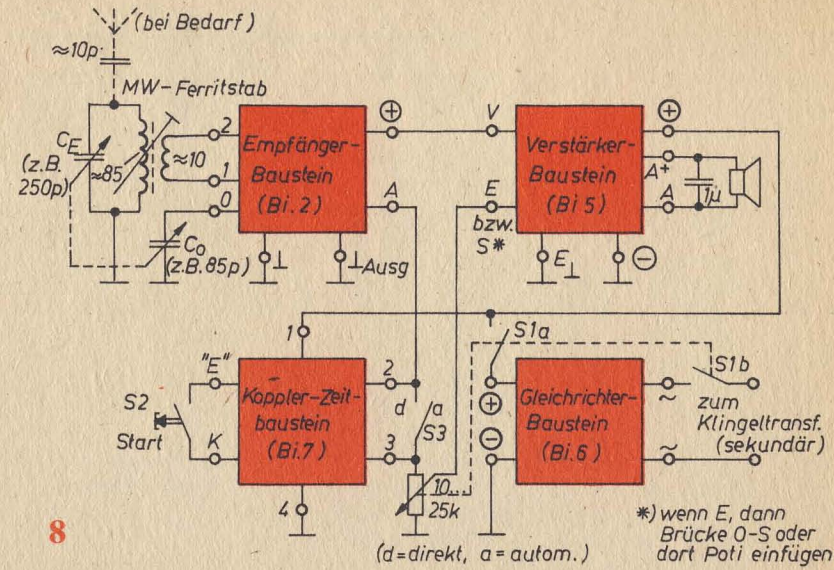 (bei Bedarf)
≈10p
MW-Ferritstab
C_E
(z.B.
250p)
≈85
≈10
2
1
0
C_o
(z.B.85p)
Empfänger-
Baustein
(Bi.2)
⊕
A
⊥
⊥Ausg
V
E
bzw.
S*
Verstärker-
Baustein
(Bi 5)
⊕
A+
A
1µ
E⊥
⊖
1
"E"
S2
Start
K
Koppler-Zeit-
baustein
(Bi.7)
2
3
4
d
a
S3
10...
25k
(d=direkt, a=autom.)
S1a
⊕
⊖
Gleichrichter-
Baustein
(Bi.6)
~
~
S1b
zum
Klingeltransf.
(sekundär)
*) wenn E, dann
Brücke O-S oder
dort Poti einfügen
8